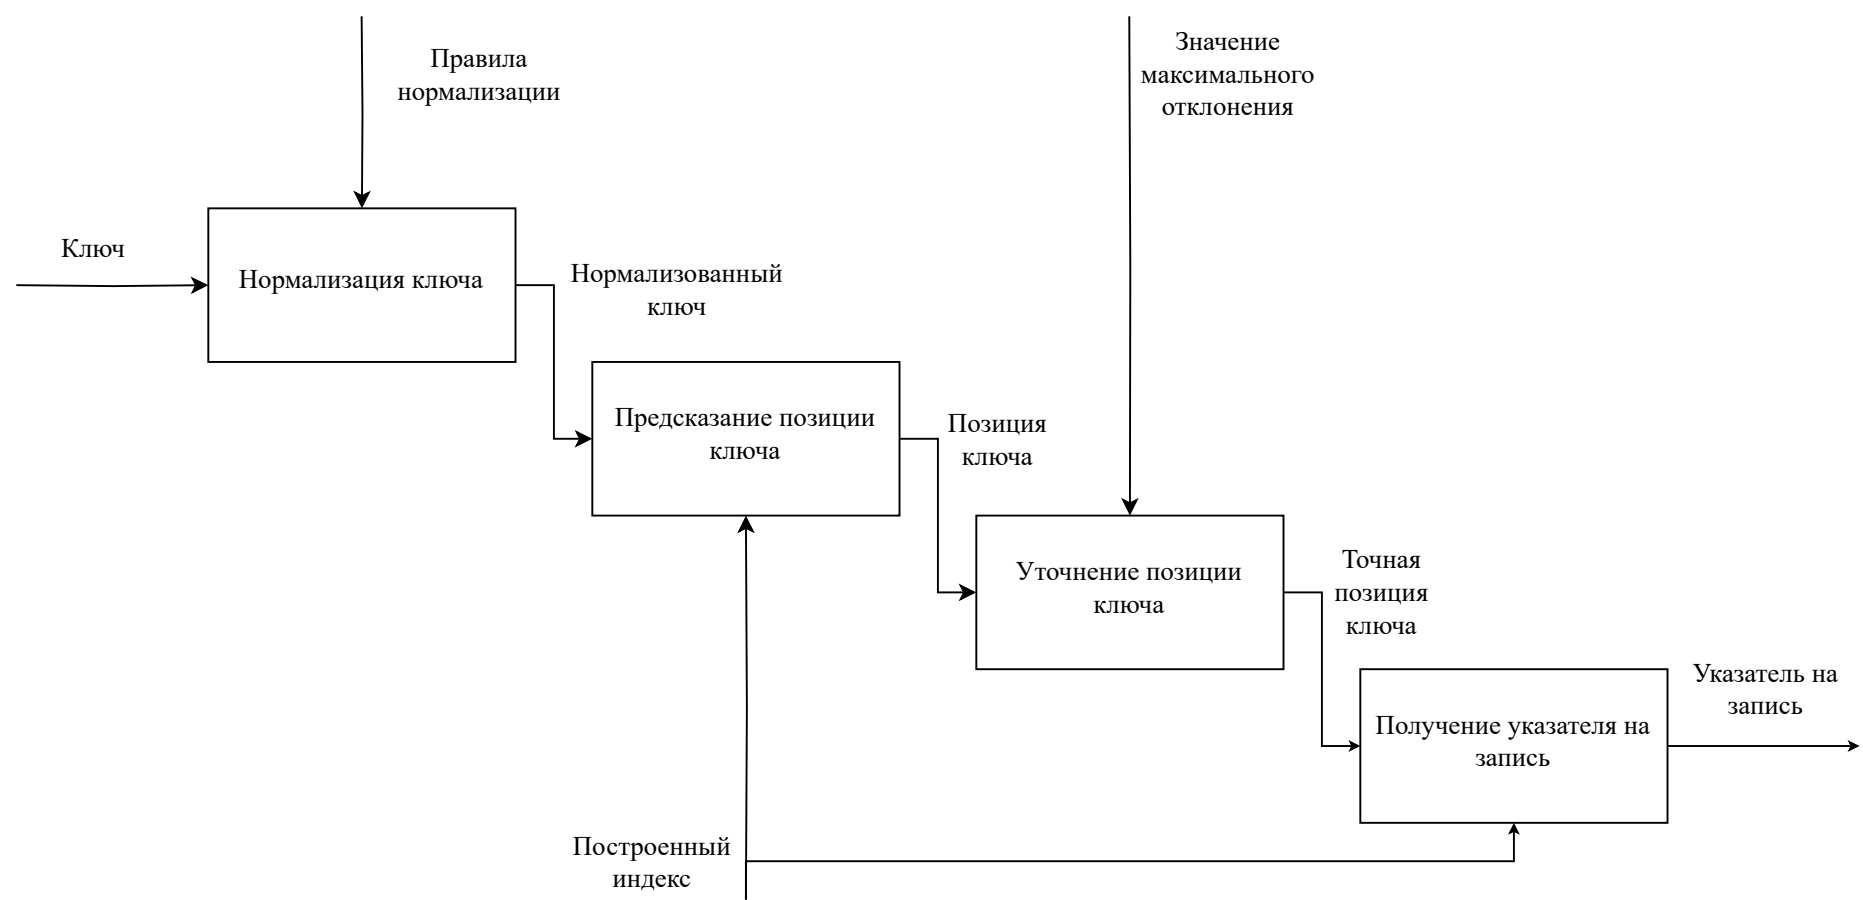 Правила
нормализации
Значение
максимального
отклонения
Ключ
Нормализация ключа
Нормализованный
ключ
Предсказание позиции
ключа
Позиция
ключа
Уточнение позиции
ключа
Точная
позиция
ключа
Указатель на
запись
Получение указателя на
запись
Построенный
индекс